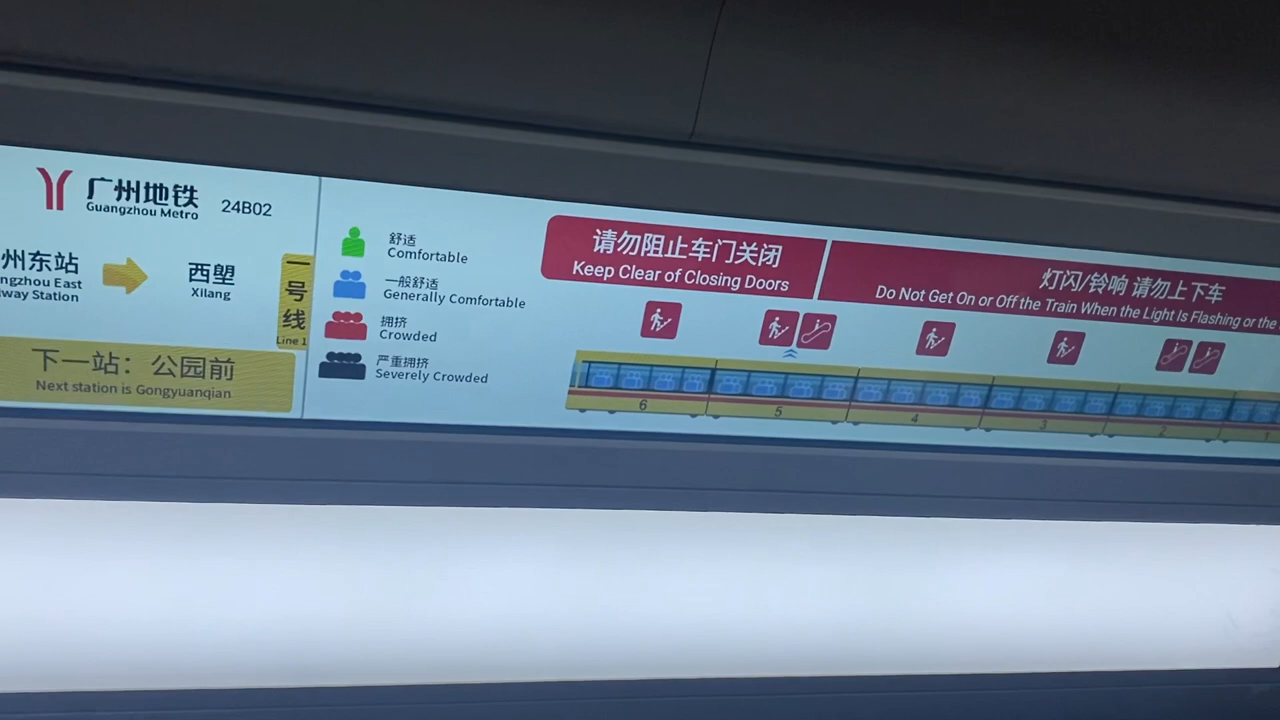 广州地铁
Guangzhou Metro
24B02
州东站
ngzhou East
way Station
西塱
Xilang
一号线
Line 1
下一站：公园前
Next station is Gongyuanqian
舒适
Comfortable
一般舒适
Generally Comfortable
拥挤
Crowded
严重拥挤
Severely Crowded
请勿阻止车门关闭
Keep Clear of Closing Doors
灯闪/铃响 请勿上下车
Do Not Get On or Off the Train When the Light Is Flashing or the
6
5
4
3
2
1